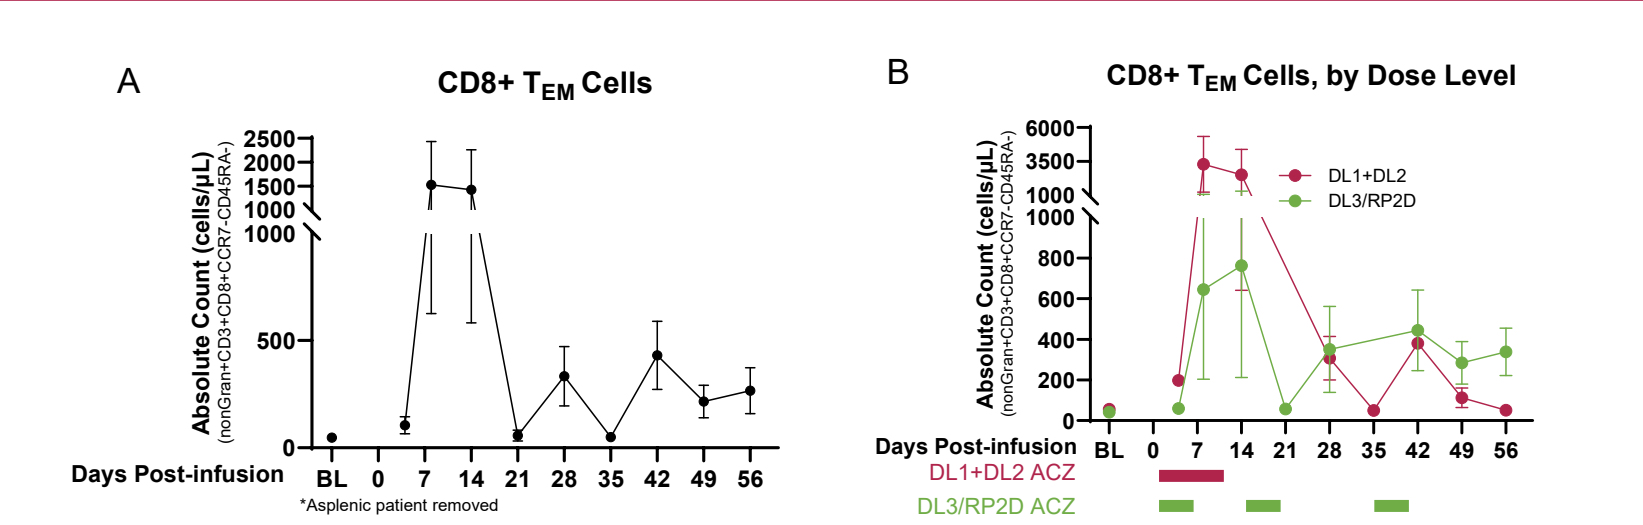 A
CD8+ TEM Cells
Absolute Count (cells/µL)
(nonGran+CD3+CD8+CCR7-CD45RA-)
2500
2000
1500
1000
1000
500
0
Days Post-infusion BL 0 7 14 21 28 35 42 49 56
*Asplenic patient removed
B
CD8+ TEM Cells, by Dose Level
Absolute Count (cells/µL)
(nonGran+CD3+CD8+CCR7-CD45RA-)
6000
3500
1000
1000
800
600
400
200
0
DL1+DL2
DL3/RP2D
Days Post-infusion BL 0 7 14 21 28 35 42 49 56
DL1+DL2 ACZ
DL3/RP2D ACZ